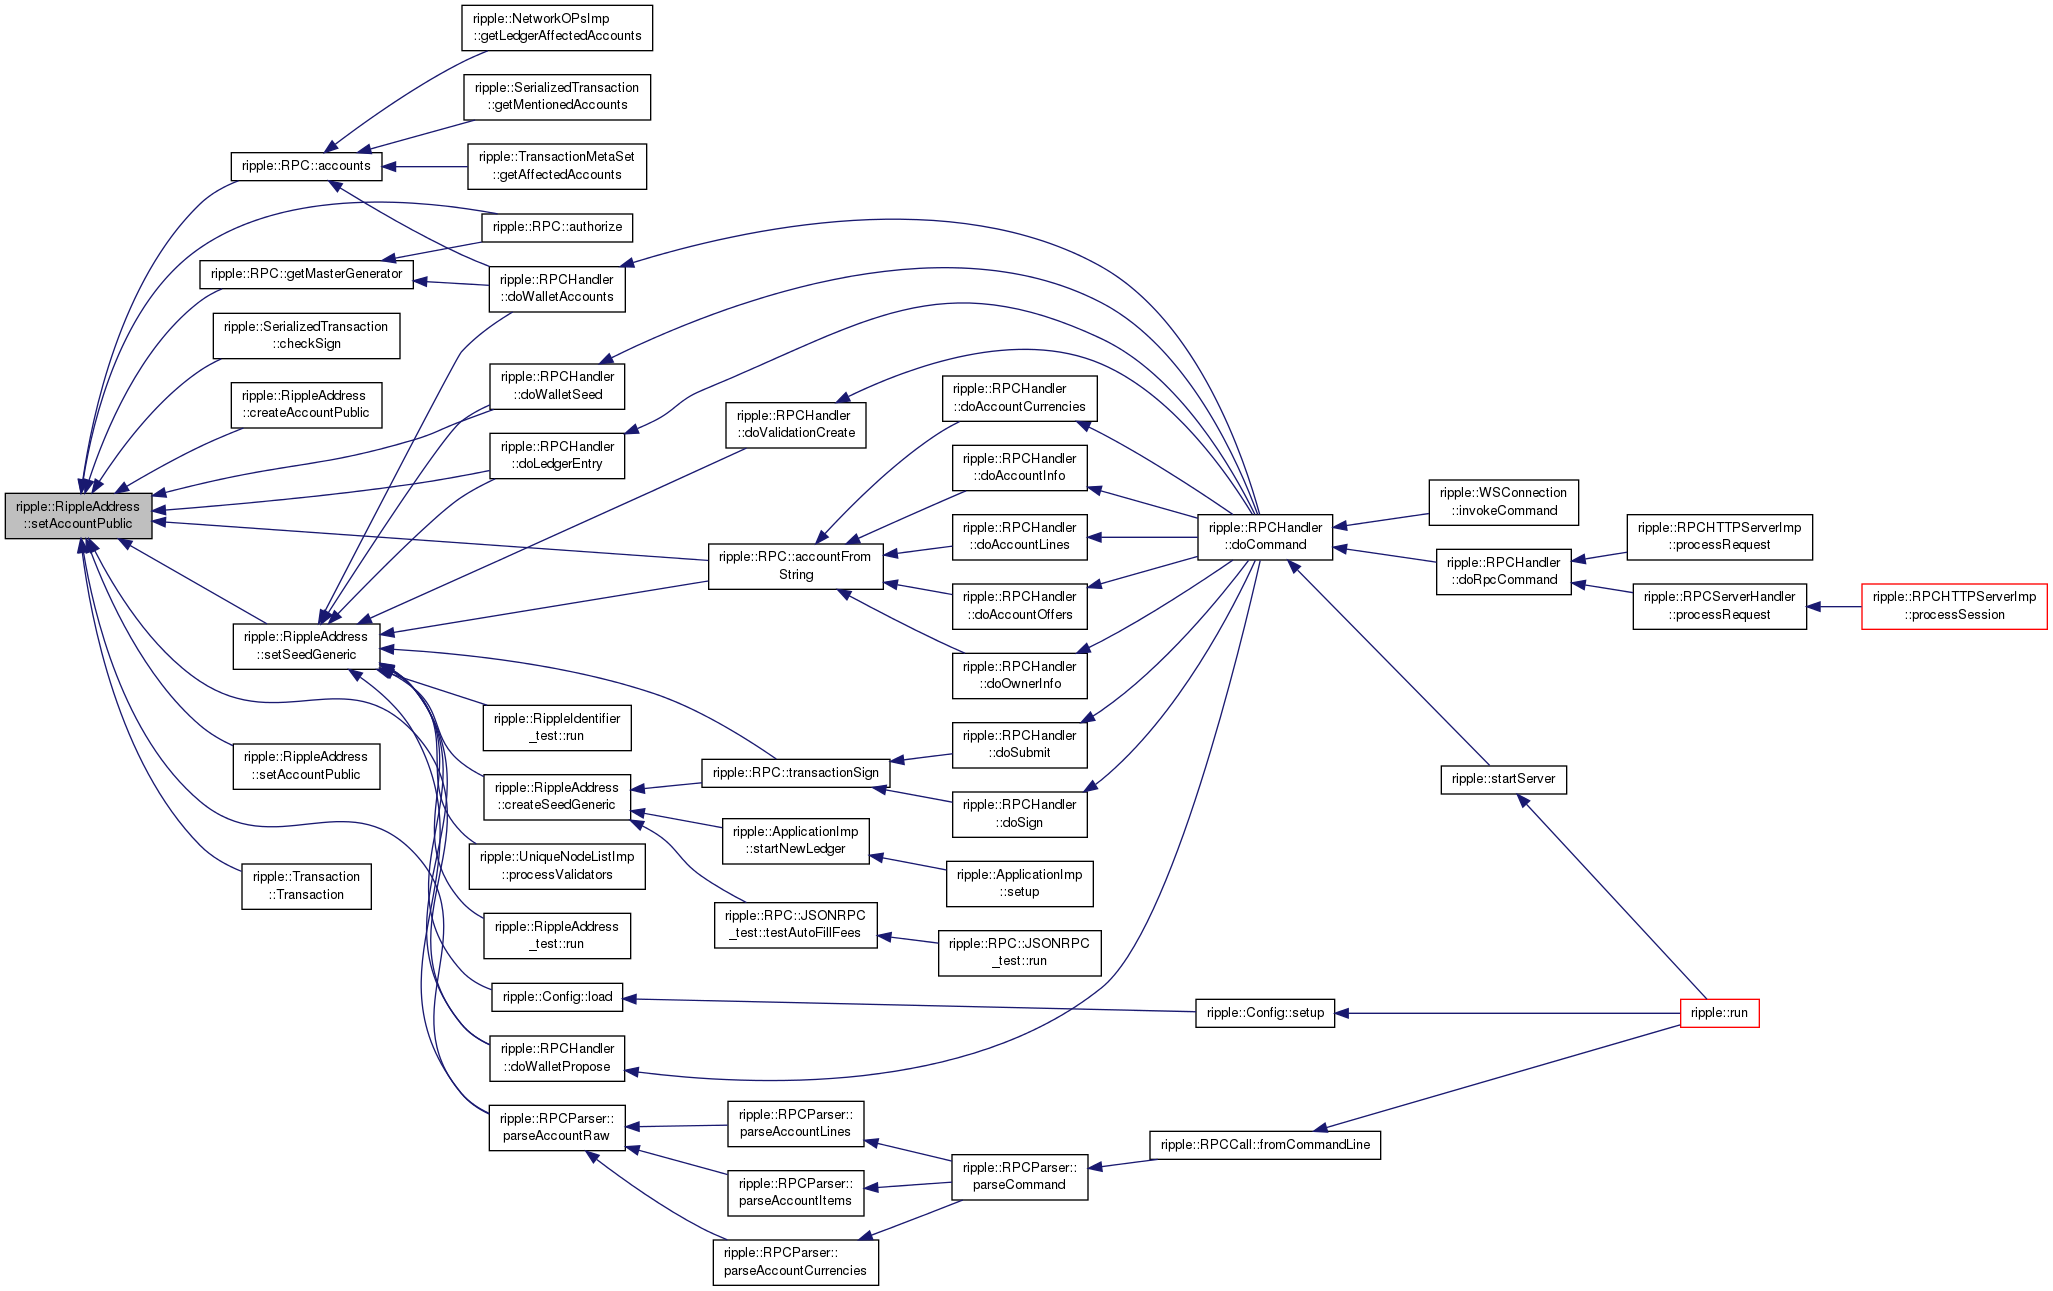 ripple::NetworkOPsImp
::getLedgerAffectedAccounts
ripple::SerializedTransaction
::getMentionedAccounts
ripple::RPC::accounts
ripple::TransactionMetaSet
::getAffectedAccounts
ripple::RPC::authorize
ripple::RPC::getMasterGenerator
ripple::RPCHandler
::doWalletAccounts
ripple::SerializedTransaction
::checkSign
ripple::RippleAddress
::createAccountPublic
ripple::RPCHandler
::doWalletSeed
ripple::RPCHandler
::doLedgerEntry
ripple::RPCHandler
::doValidationCreate
ripple::RPCHandler
::doAccountCurrencies
ripple::RPCHandler
::doAccountInfo
ripple::RippleAddress
::setAccountPublic
ripple::RPC::accountFrom
String
ripple::RPCHandler
::doAccountLines
ripple::RPCHandler
::doAccountOffers
ripple::RPCHandler
::doOwnerInfo
ripple::RPCHandler
::doCommand
ripple::WSConnection
::invokeCommand
ripple::RPCHandler
::doRpcCommand
ripple::RPCHTTPServerImp
::processRequest
ripple::RPCServerHandler
::processRequest
ripple::RPCHTTPServerImp
::processSession
ripple::RippleAddress
::setSeedGeneric
ripple::RippleIdentifier
_test::run
ripple::RPC::transactionSign
ripple::RPCHandler
::doSubmit
ripple::RPCHandler
::doSign
ripple::startServer
ripple::RippleAddress
::setAccountPublic
ripple::RippleAddress
::createSeedGeneric
ripple::ApplicationImp
::startNewLedger
ripple::ApplicationImp
::setup
ripple::Transaction
::Transaction
ripple::UniqueNodeListImp
::processValidators
ripple::RippleAddress
_test::run
ripple::RPC::JSONRPC
_test::testAutoFillFees
ripple::RPC::JSONRPC
_test::run
ripple::Config::load
ripple::Config::setup
ripple::run
ripple::RPCHandler
::doWalletPropose
ripple::RPCParser::
parseAccountRaw
ripple::RPCParser::
parseAccountLines
ripple::RPCParser::
parseAccountItems
ripple::RPCParser::
parseAccountCurrencies
ripple::RPCParser::
parseCommand
ripple::RPCCall::fromCommandLine